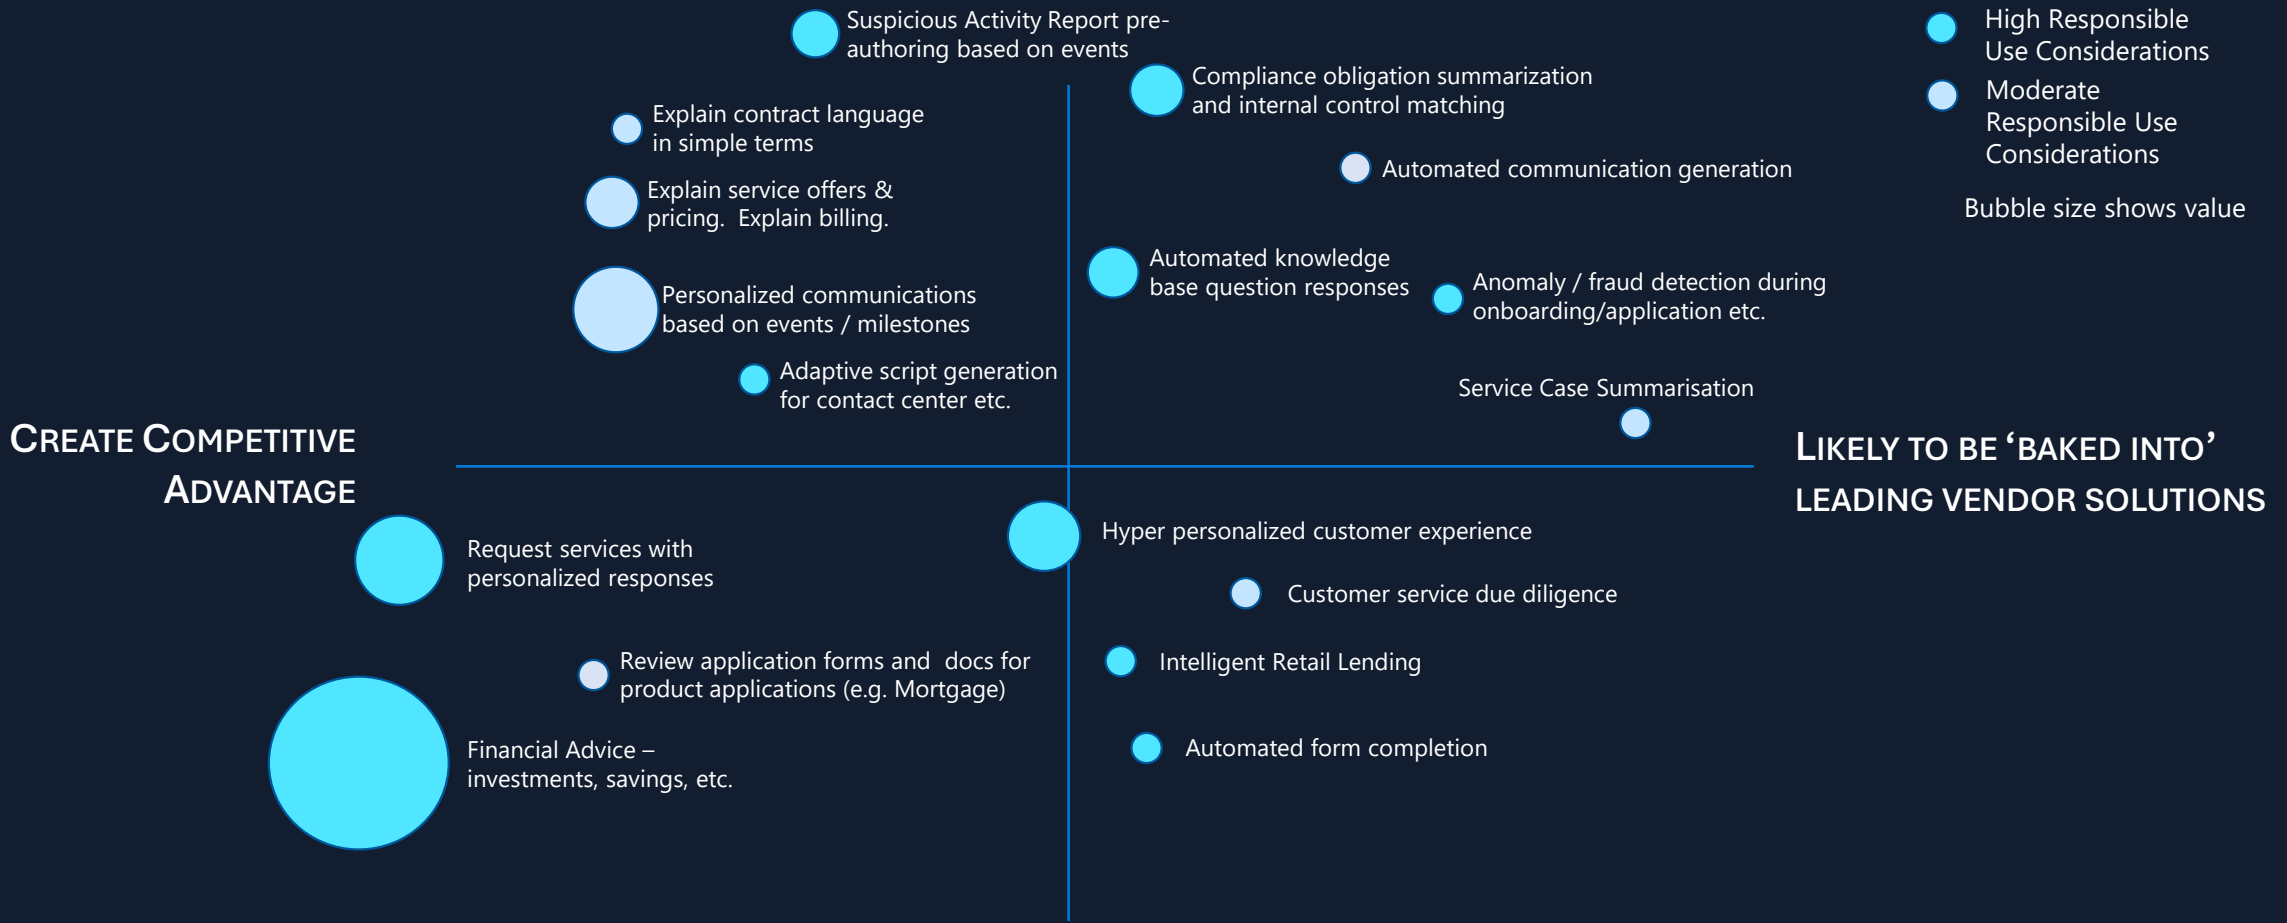 Suspicious Activity Report pre-
authoring based on events
High Responsible
Use Considerations
Compliance obligation summarization
and internal control matching
Moderate
Responsible Use
Considerations
Explain contract language
in simple terms
Automated communication generation
Explain service offers &
pricing.  Explain billing.
Bubble size shows value
Automated knowledge
base question responses
Anomaly / fraud detection during
onboarding/application etc.
Personalized communications
based on events / milestones
Adaptive script generation
for contact center etc.
Service Case Summarisation
CREATE COMPETITIVE
ADVANTAGE
LIKELY TO BE ‘BAKED INTO’
LEADING VENDOR SOLUTIONS
Request services with
personalized responses
Hyper personalized customer experience
Customer service due diligence
Review application forms and  docs for
product applications (e.g. Mortgage)
Intelligent Retail Lending
Financial Advice –
investments, savings, etc.
Automated form completion